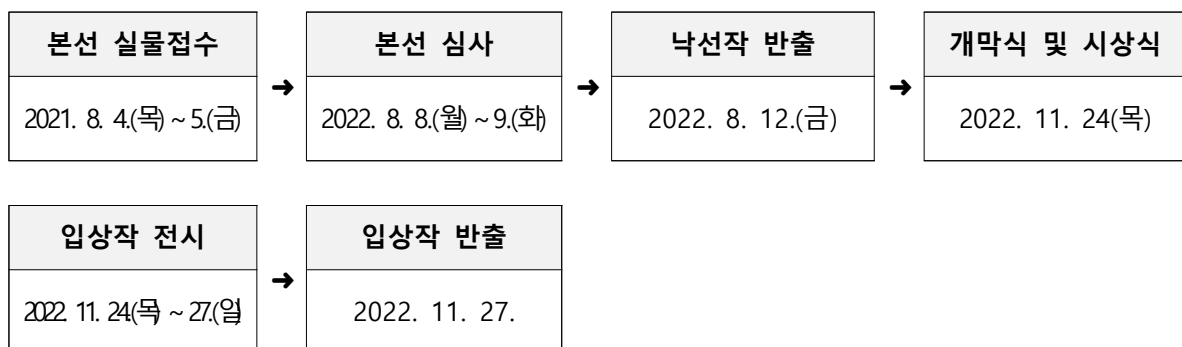 본선 실물접수
2021. 8. 4.(목) ~ 5.(금)
➜
본선 심사
2022. 8. 8.(월) ~ 9.(화)
➜
낙선작 반출
2022. 8. 12.(금)
➜
개막식 및 시상식
2022. 11. 24(목)
입상작 전시
2022. 11. 24.(목) ~ 27.(일)
➜
입상작 반출
2022. 11. 27.